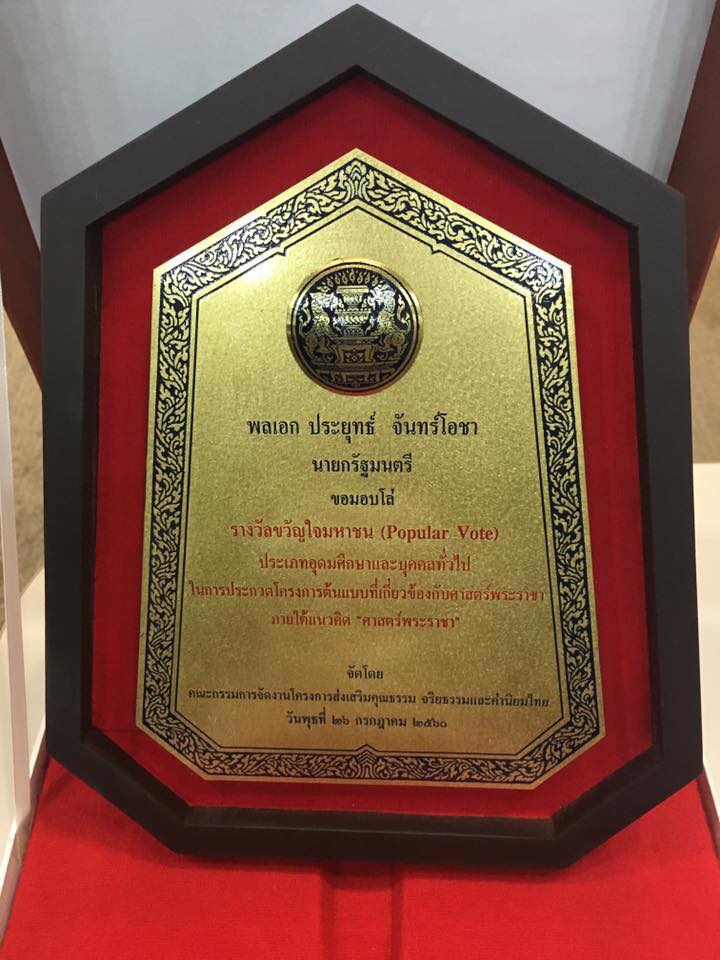 พลเอก ประยุทธ์ จันทร์โอชา
นายกรัฐมนตรี
ขอมอบโล่
รางวัลขวัญใจมหาชน (Popular Vote)
ประเภทอุดมศึกษาและบุคคลทั่วไป
ในการประกวดโครงการต้นแบบที่เกี่ยวข้องกับศาสตร์พระราชา
ภายใต้แนวคิด "ศาสตร์พระราชา"
จัดโดย
คณะกรรมการจัดงานโครงการส่งเสริมคุณธรรม จริยธรรมและค่านิยมไทย
วันพุธที่ ๒๖ กรกฎาคม ๒๕๖๐